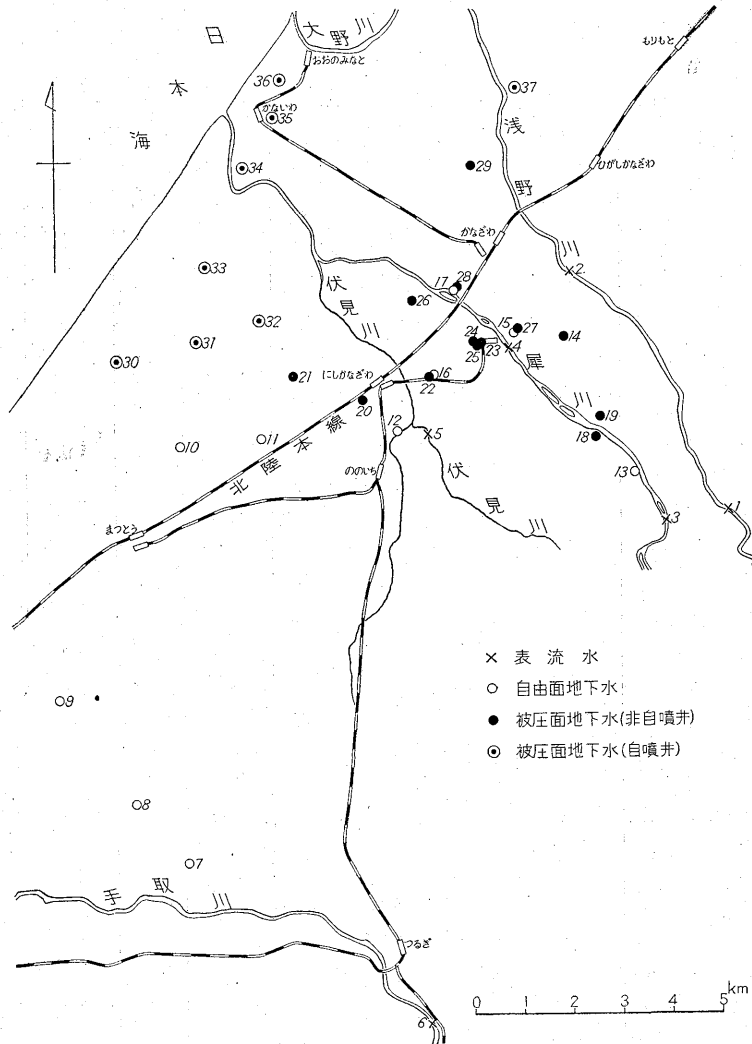 日本海
大野川
おおのみなと
もりもと
36
かないわ
35
37
浅野川
34
29
ひがしかなざわ
かなざわ
2
33
伏見川
17
28
26
32
15
27
14
24
23
25
4
31
30
21
にしかなざわ
16
22
犀川
20
19
18
12
5
11
10
北陸本線
ののいち
伏見川
13
3
1
まつとう
× 表流水
○ 自由面地下水
● 被圧面地下水(非自噴井)
◉ 被圧面地下水(自噴井)
9
8
7
手取川
つるぎ
6
0 1 2 3 4 5 km